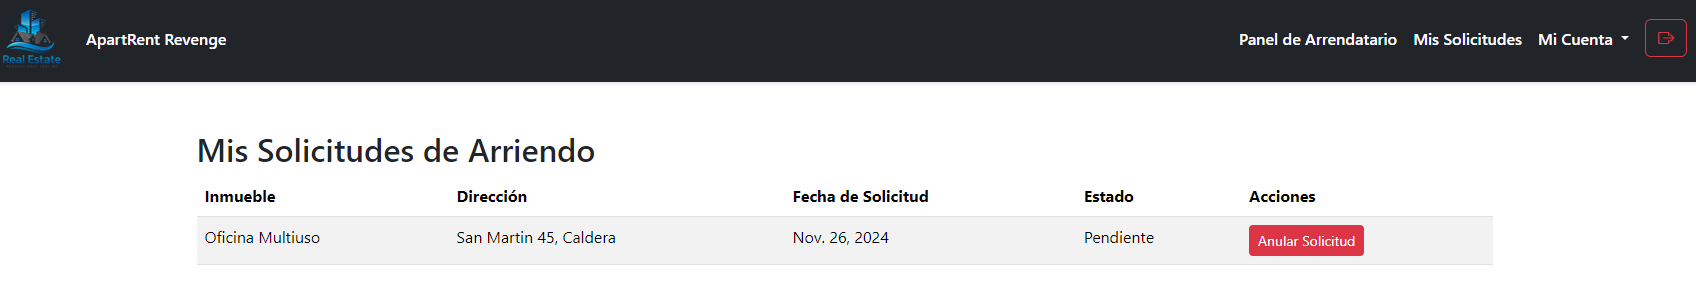 Real Estate
ApartRent Revenge
Panel de Arrendatario
Mis Solicitudes
Mi Cuenta
Mis Solicitudes de Arriendo
Inmueble Dirección Fecha de Solicitud Estado Acciones
Oficina Multiuso San Martin 45, Caldera Nov. 26, 2024 Pendiente Anular Solicitud